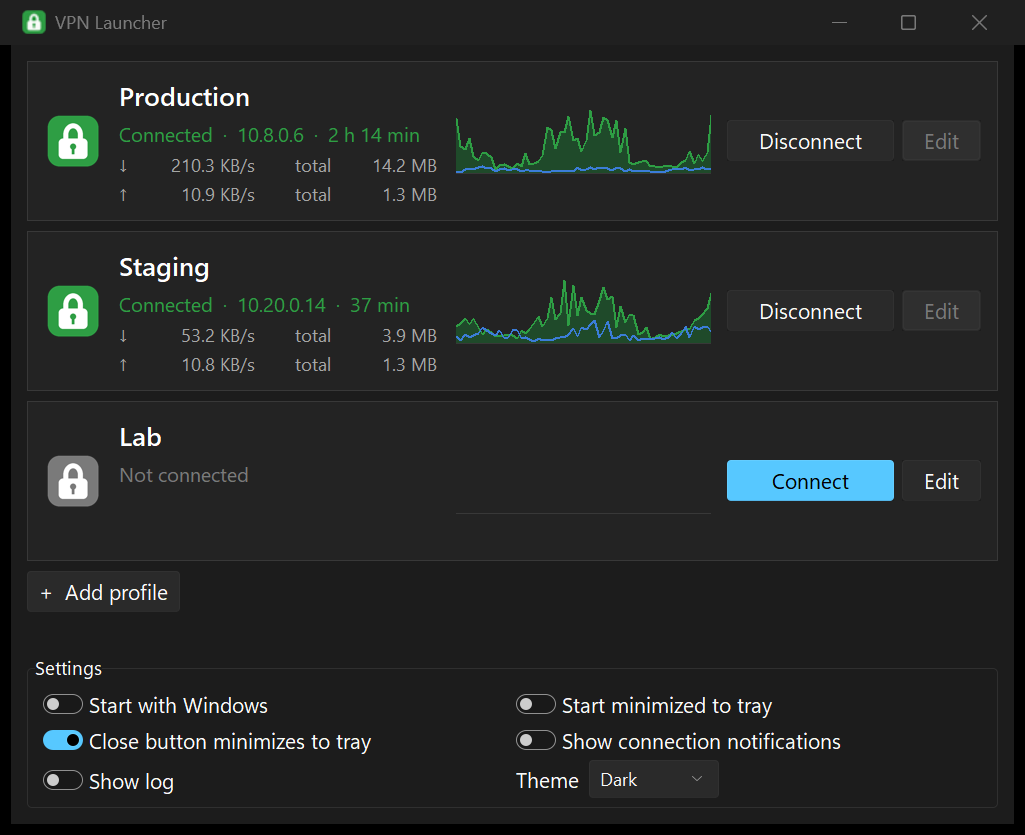 VPN Launcher
Production
Connected · 10.8.0.6 · 2 h 14 min
↓ 210.3 KB/s total 14.2 MB
↑ 10.9 KB/s total 1.3 MB
Disconnect
Edit
Staging
Connected · 10.20.0.14 · 37 min
↓ 53.2 KB/s total 3.9 MB
↑ 10.8 KB/s total 1.3 MB
Disconnect
Edit
Lab
Not connected
Connect
Edit
+ Add profile
Settings
Start with Windows
Start minimized to tray
Close button minimizes to tray
Show connection notifications
Show log
Theme Dark